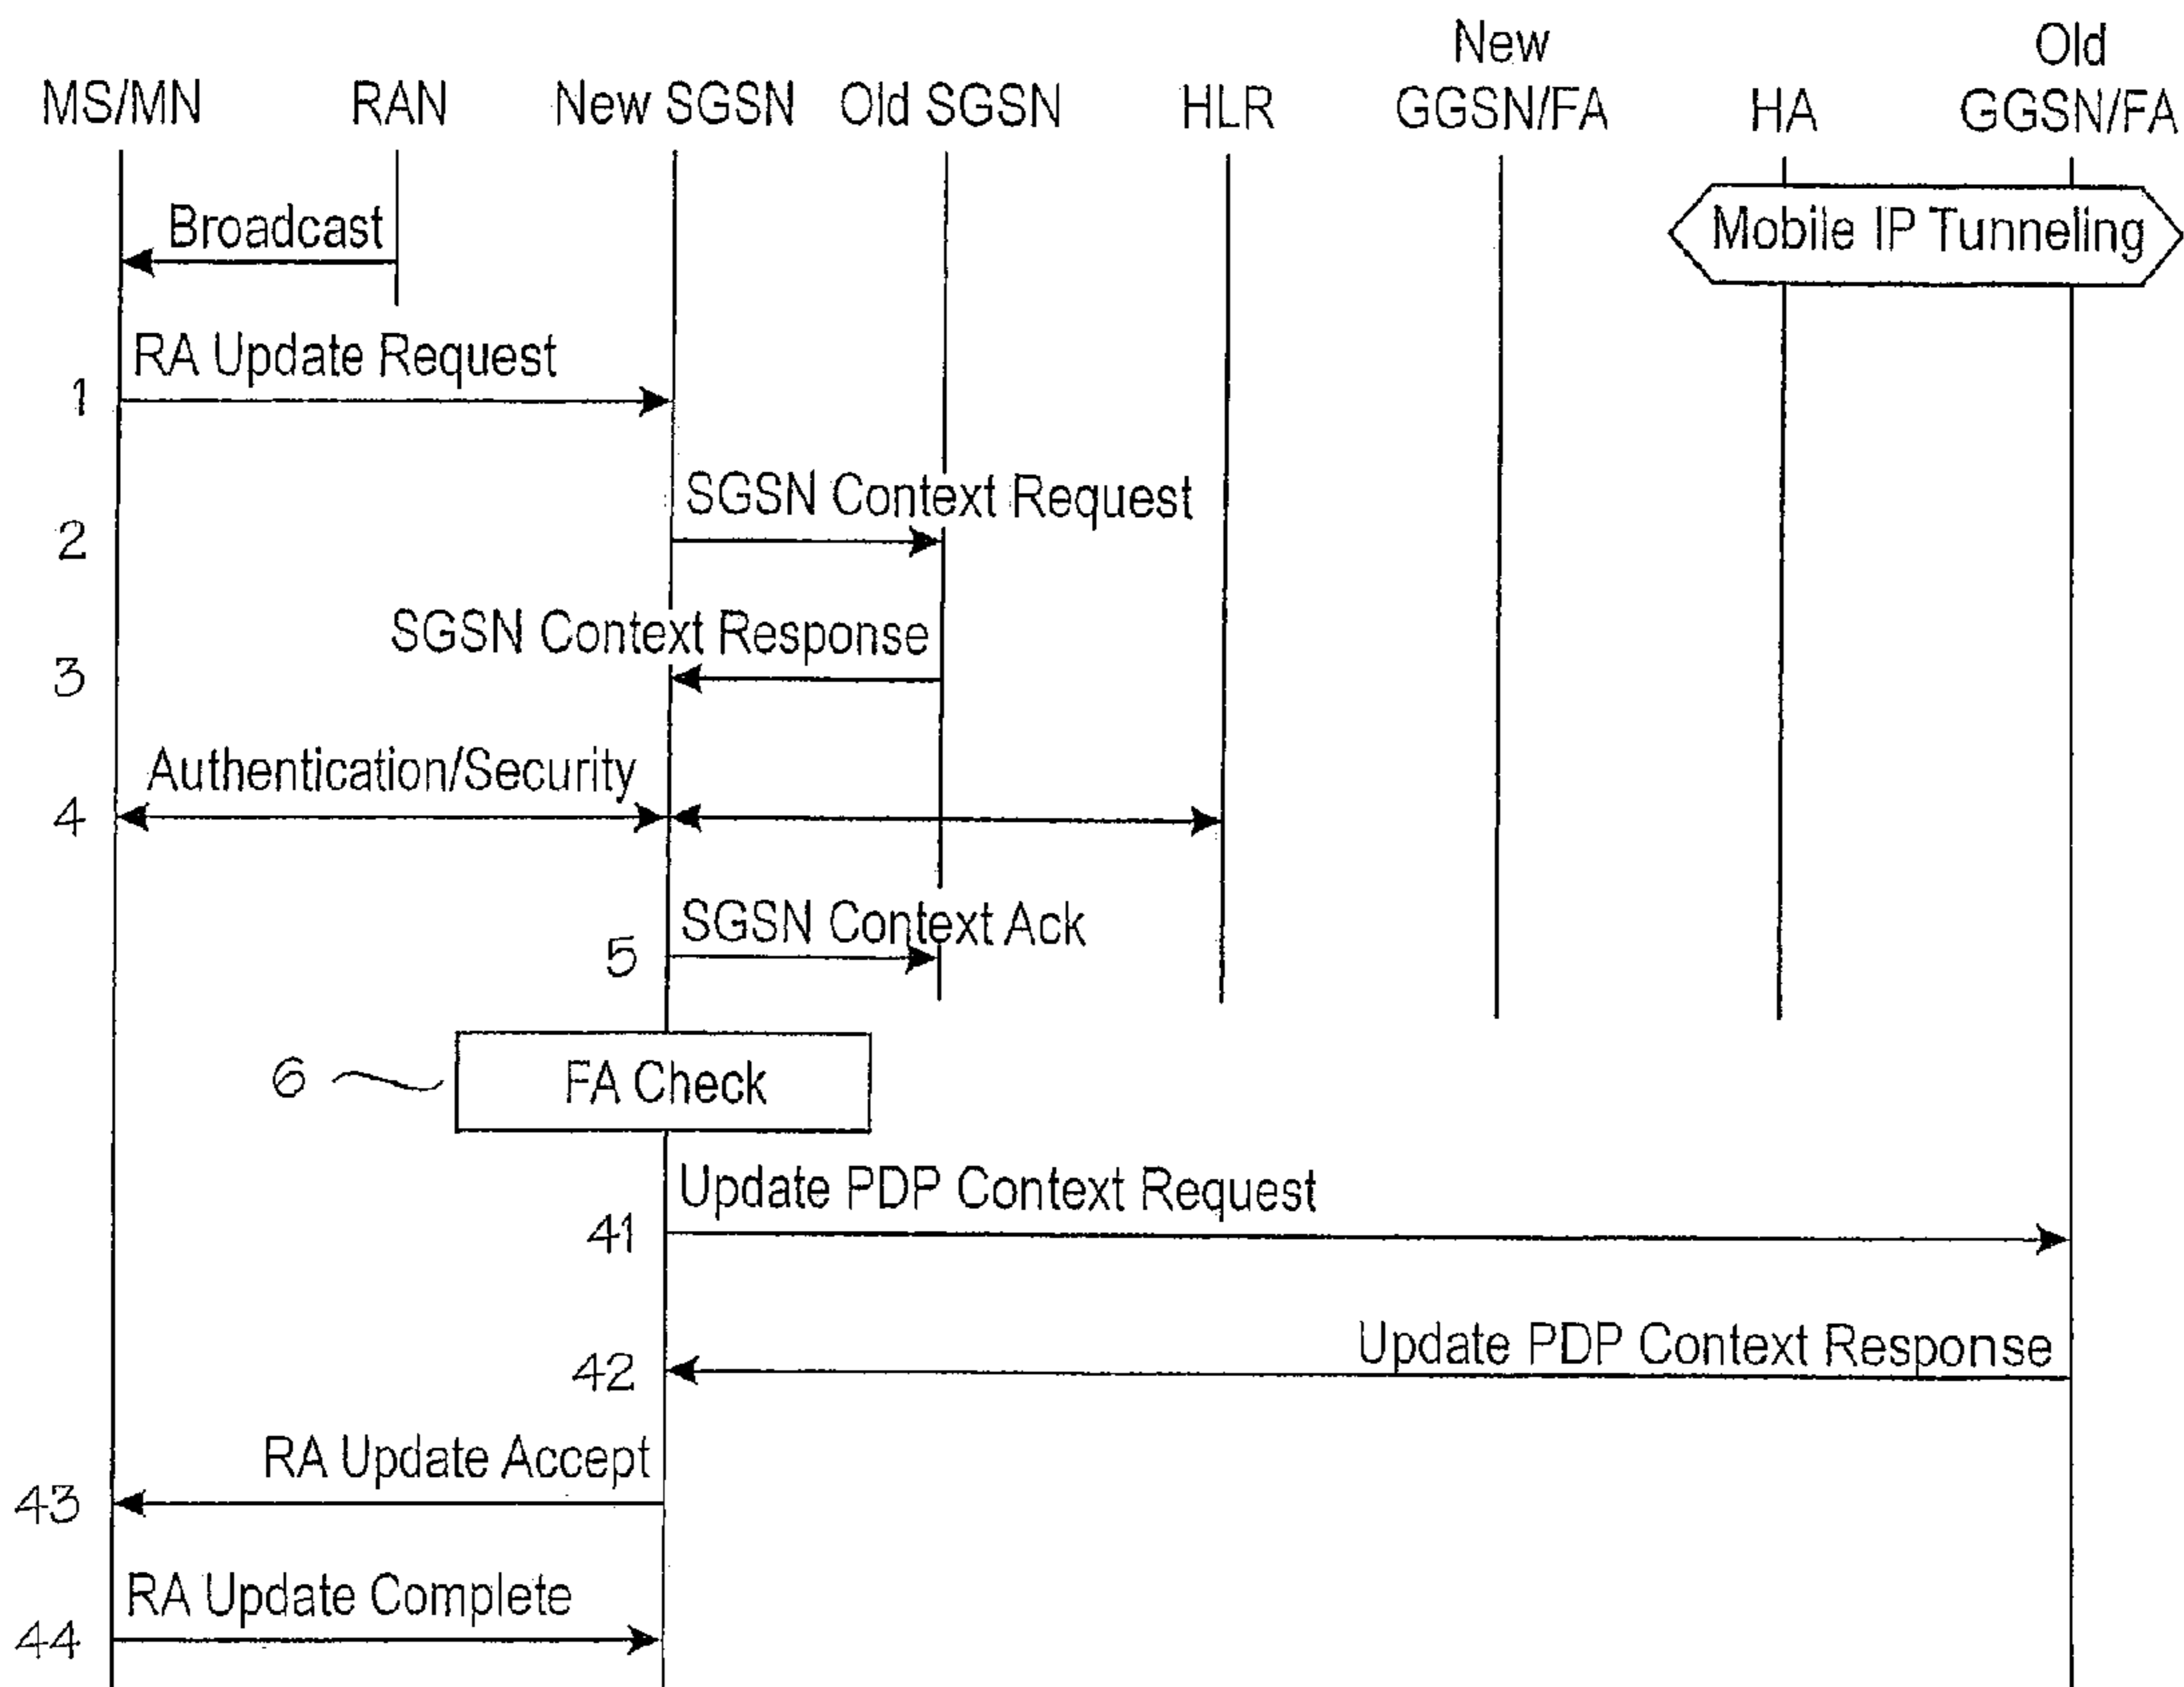 New
Old
MS/MN RAN New SGSN Old SGSN HLR GGSN/FA HA GGSN/FA
Broadcast
Mobile IP Tunneling
RA Update Request
1
SGSN Context Request
2
SGSN Context Response
3
Authentication/Security
4
SGSN Context Ack
5
6 FA Check
Update PDP Context Request
41
Update PDP Context Response
42
RA Update Accept
43
RA Update Complete
44